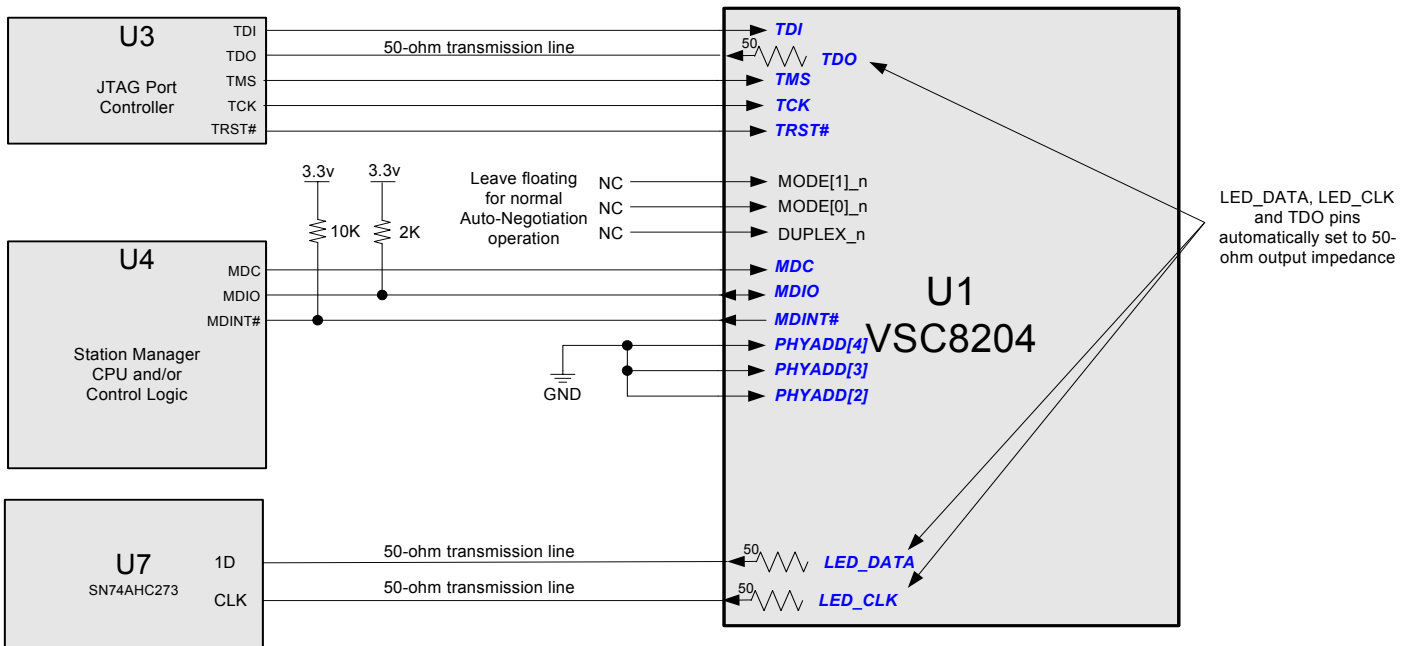 U3
JTAG Port
Controller
TDI
TDO
TMS
TCK
TRST#
50-ohm transmission line
50
TDI
TDO
TMS
TCK
TRST#
3.3v
3.3v
10K
2K
Leave floating
for normal
Auto-Negotiation
operation
NC
NC
NC
MODE[1]_n
MODE[0]_n
DUPLEX_n
LED_DATA, LED_CLK
and TDO pins
automatically set to 50-
ohm output impedance
U4
MDC
MDIO
MDINT#
Station Manager
CPU and/or
Control Logic
MDC
MDIO
MDINT#
PHYADD[4]
PHYADD[3]
PHYADD[2]
GND
U1
VSC8204
U7
SN74AHC273
1D
CLK
50-ohm transmission line
50-ohm transmission line
50
LED_DATA
50
LED_CLK